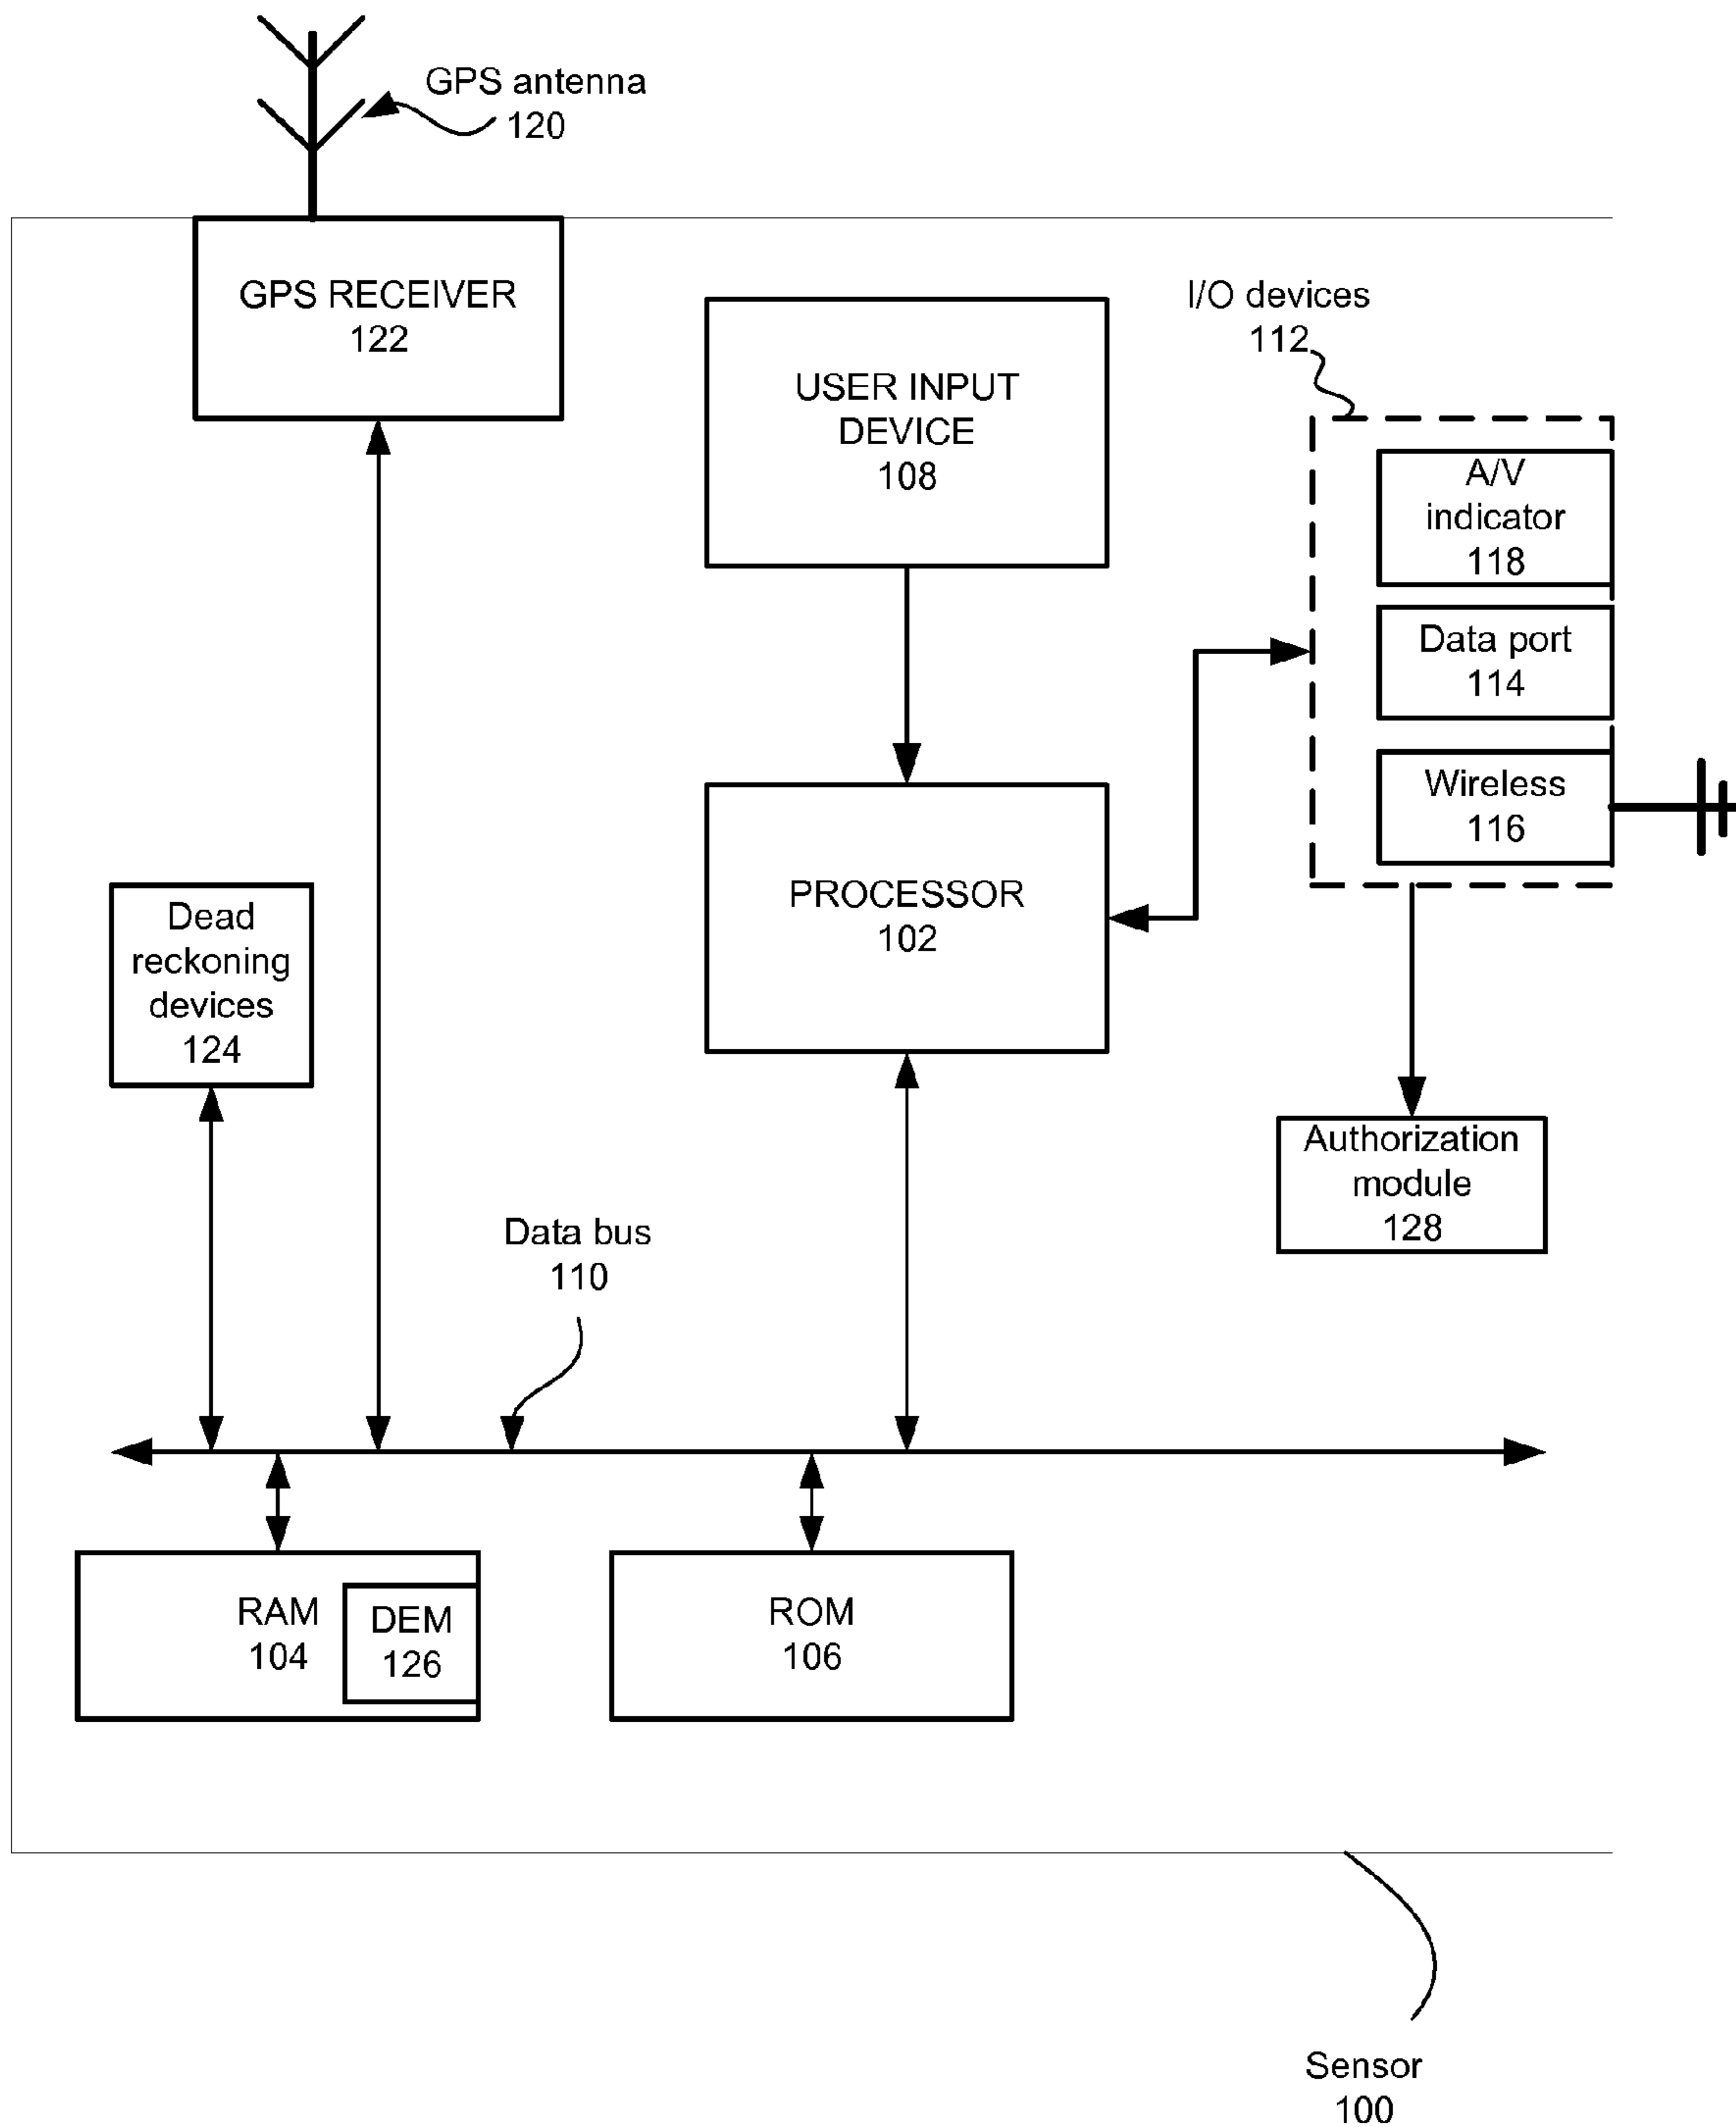 GPS antenna
120
GPS RECEIVER
122
I/O devices
112
USER INPUT
DEVICE
108
A/V
indicator
118
Data port
114
Wireless
116
PROCESSOR
102
Dead
reckoning
devices
124
Authorization
module
128
Data bus
110
RAM
104
DEM
126
ROM
106
Sensor
100